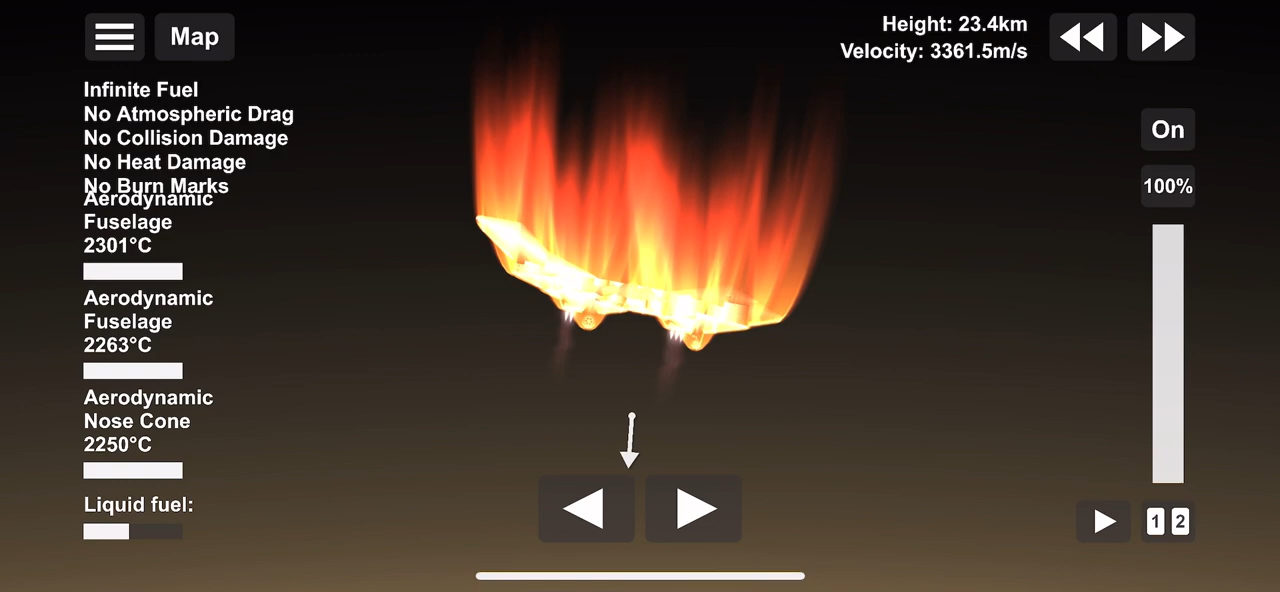 Map
Height: 23.4km
Velocity: 3361.5m/s
Infinite Fuel
No Atmospheric Drag
No Collision Damage
No Heat Damage
No Burn Marks
Aerodynamic
Fuselage
2301°C
Aerodynamic
Fuselage
2263°C
Aerodynamic
Nose Cone
2250°C
Liquid fuel:
On
100%
1 2